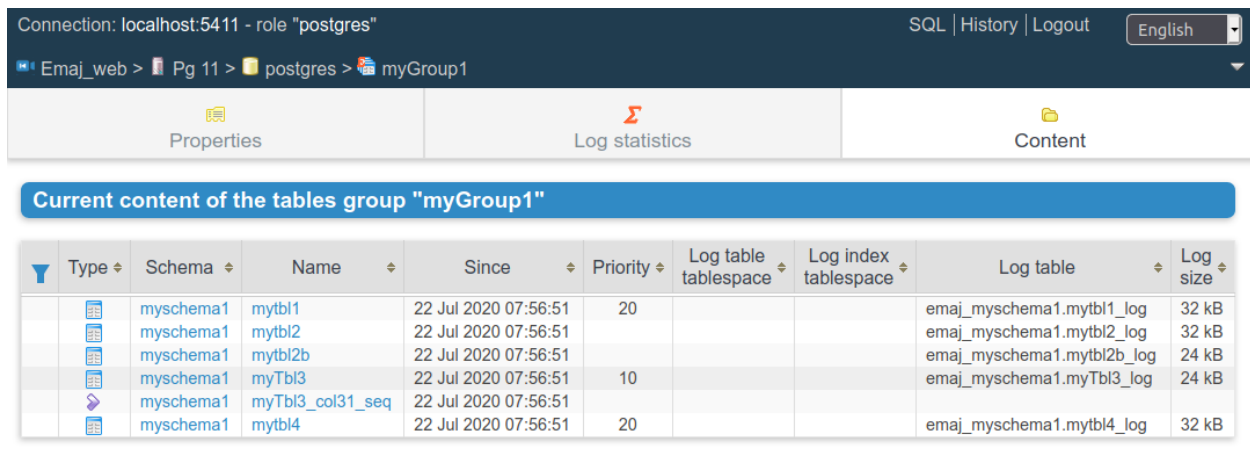 Connection: localhost:5411 - role "postgres" SQL | History | Logout English
Emaj_web > Pg 11 > postgres > myGroup1
Properties Log statistics Content
Current content of the tables group "myGroup1"
Type Schema Name Since Priority Log table tablespace Log index tablespace Log table Log size
myschema1 mytbl1 22 Jul 2020 07:56:51 20 emaj_myschema1.mytbl1_log 32 kB
myschema1 mytbl2 22 Jul 2020 07:56:51 emaj_myschema1.mytbl2_log 32 kB
myschema1 mytbl2b 22 Jul 2020 07:56:51 emaj_myschema1.mytbl2b_log 24 kB
myschema1 myTbl3 22 Jul 2020 07:56:51 10 emaj_myschema1.myTbl3_log 24 kB
myschema1 myTbl3_col31_seq 22 Jul 2020 07:56:51
myschema1 mytbl4 22 Jul 2020 07:56:51 20 emaj_myschema1.mytbl4_log 32 kB